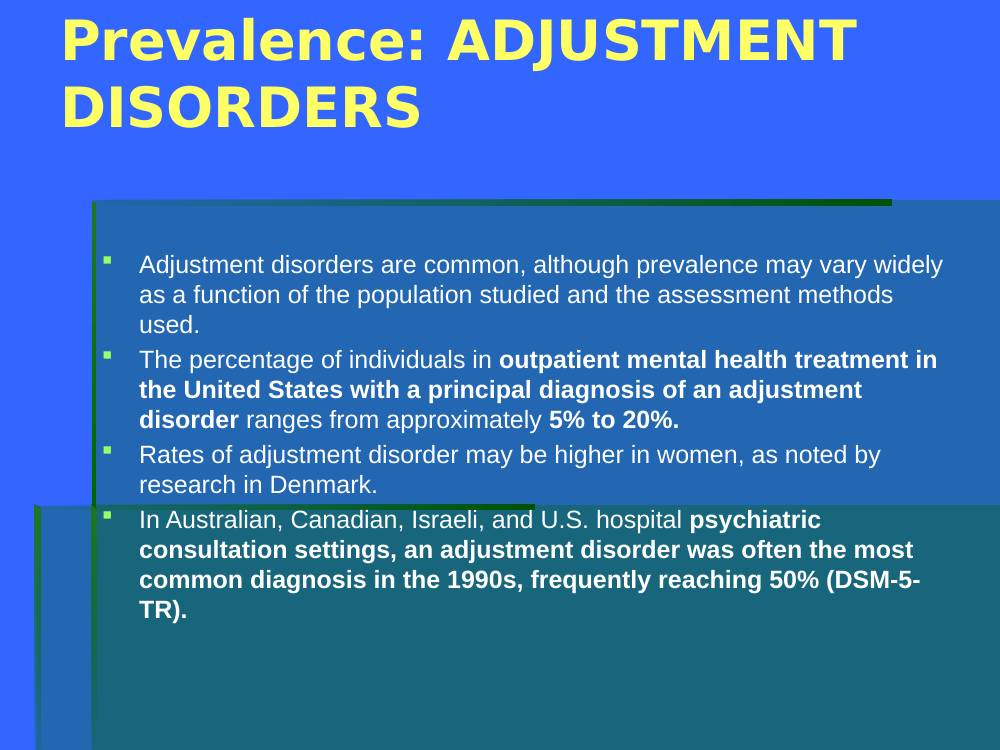 Prevalence: ADJUSTMENT
DISORDERS
▪ Adjustment disorders are common, although prevalence may vary widely
as a function of the population studied and the assessment methods
used.
▪ The percentage of individuals in outpatient mental health treatment in
the United States with a principal diagnosis of an adjustment
disorder ranges from approximately 5% to 20%.
▪ Rates of adjustment disorder may be higher in women, as noted by
research in Denmark.
▪ In Australian, Canadian, Israeli, and U.S. hospital psychiatric
consultation settings, an adjustment disorder was often the most
common diagnosis in the 1990s, frequently reaching 50% (DSM-5-
TR).